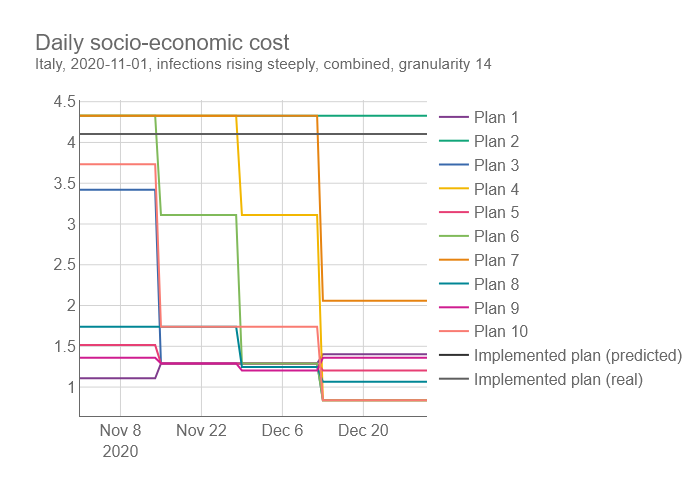 Daily socio-economic cost
Italy, 2020-11-01, infections rising steeply, combined, granularity 14
4.5
4
3.5
3
2.5
2
1.5
1
Nov 8
2020
Nov 22
Dec 6
Dec 20
Plan 1
Plan 2
Plan 3
Plan 4
Plan 5
Plan 6
Plan 7
Plan 8
Plan 9
Plan 10
Implemented plan (predicted)
Implemented plan (real)